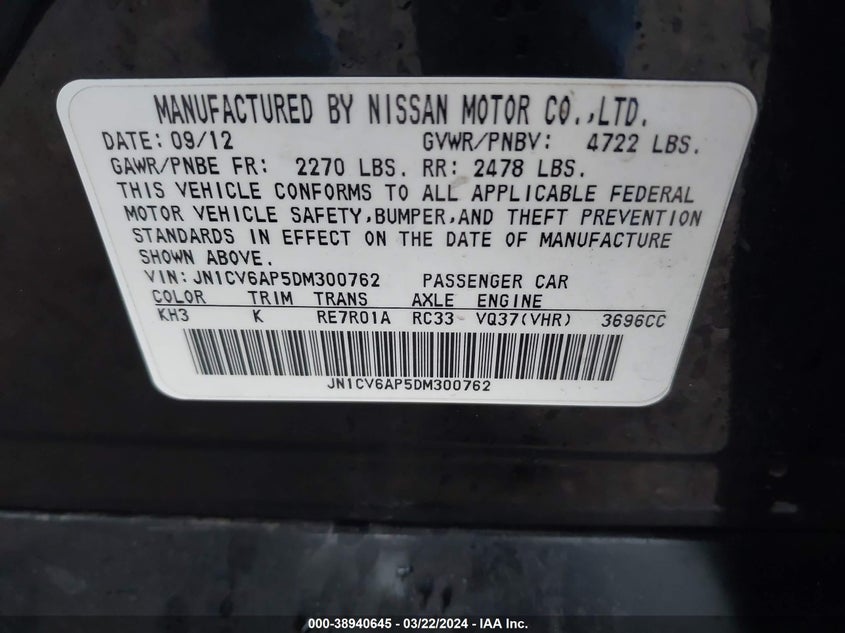 MANUFACTURED BY NISSAN MOTOR CO.,LTD.
DATE: 09/12 GVWR/PNBV: 4722 LBS.
GAWR/PNBE FR: 2270 LBS. RR: 2478 LBS.
THIS VEHICLE CONFORMS TO ALL APPLICABLE FEDERAL
MOTOR VEHICLE SAFETY,BUMPER,AND THEFT PREVENTION
STANDARDS IN EFFECT ON THE DATE OF MANUFACTURE
SHOWN ABOVE.
VIN: JN1CV6AP5DM300762 PASSENGER CAR
COLOR TRIM TRANS AXLE ENGINE
KH3 K RE7R01A RC33 VQ37(VHR) 3696CC
JN1CV6AP5DM300762
000-38940645 - 03/22/2024 - IAA Inc.